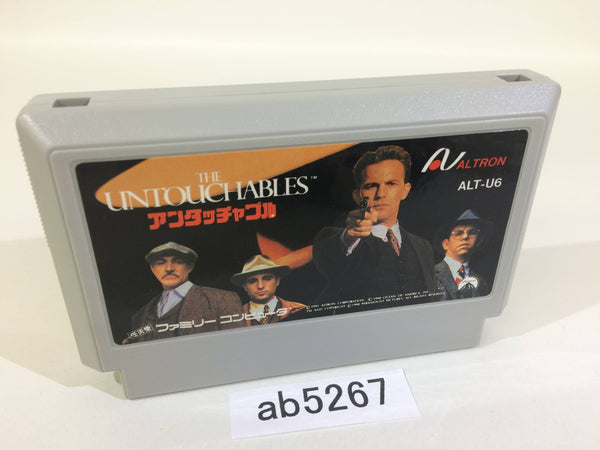 THE
UNTOUCHABLES™
アンタッチャブル
ALTRON
ALT-U6
ファミリー コンピュータ
ab5267